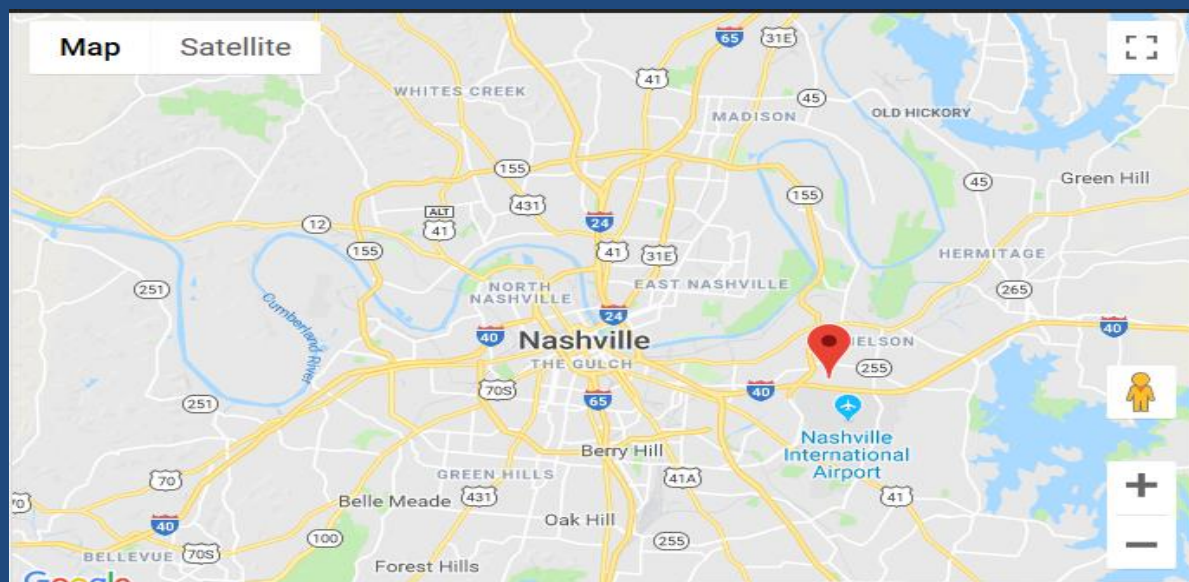 Map
Satellite
65
31E
41
45
WHITES CREEK
MADISON
OLD HICKORY
155
45
Green Hill
155
431
ALT
41
12
24
155
41
31E
HERMITAGE
251
NORTH
NASHVILLE
EAST NASHVILLE
265
Cumberland
River
24
40
40
Nashville
ELSON
THE GULCH
255
70S
40
65
251
Nashville
International
Airport
Berry Hill
GREEN HILLS
41A
70
Belle Meade
431
41
70
40
Oak Hill
100
255
BELLEVUE
70S
Forest Hills
Google